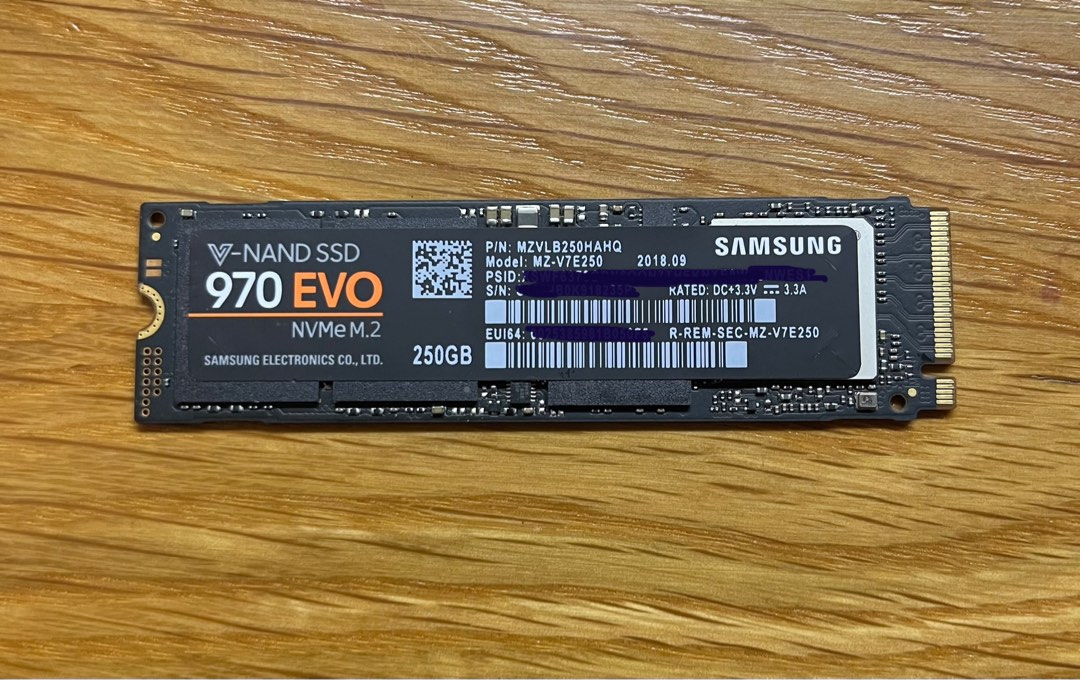 V-NAND SSD
970 EVO
NVMe M.2
SAMSUNG ELECTRONICS CO., LTD.
250GB
P/N: MZVLB250HAHQ
Model: MZ-V7E250 2018.09
PSID:
S/N: RATED: DC+3.3V ⎓ 3.3A
EUI64: R-REM-SEC-MZ-V7E250
SAMSUNG